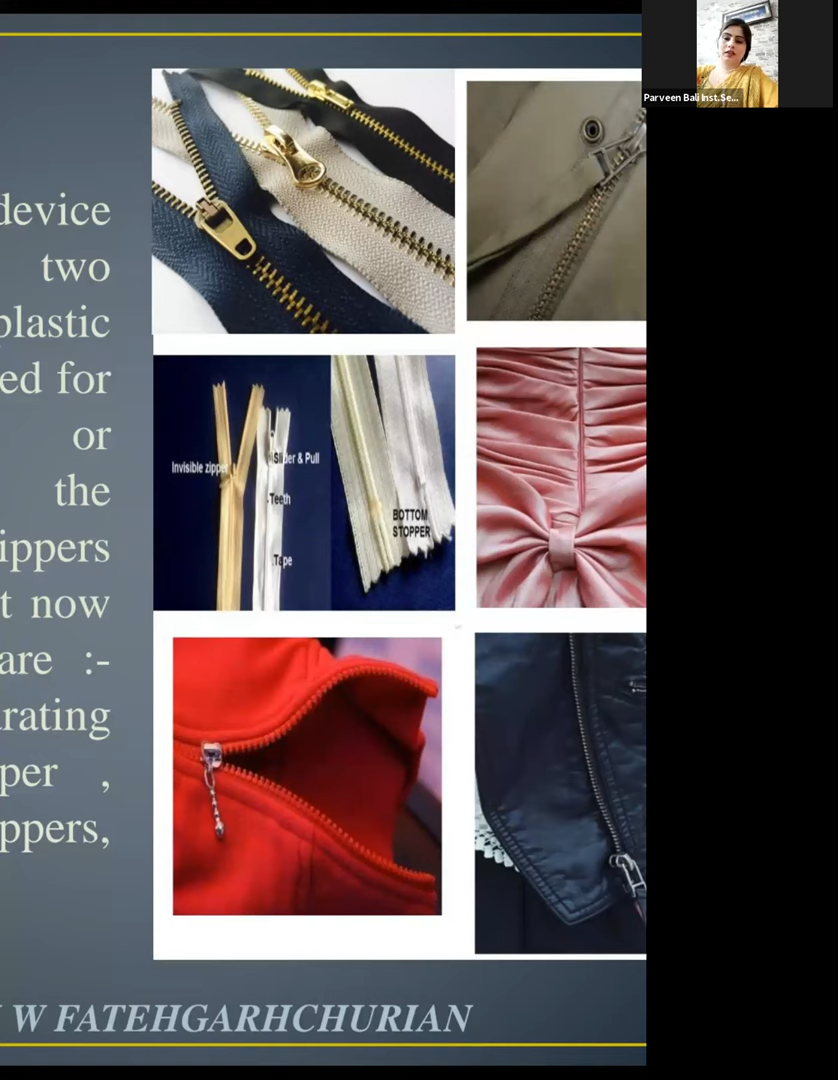 Parveen Bali Inst.Se...
device
two
plastic
ed for
or
the
ippers
t now
are :-
rating
per ,
ppers,
Invisible zipper
Slider & Pull
Teeth
Tape
BOTTOM
STOPPER
W FATEHGARHCHURIAN